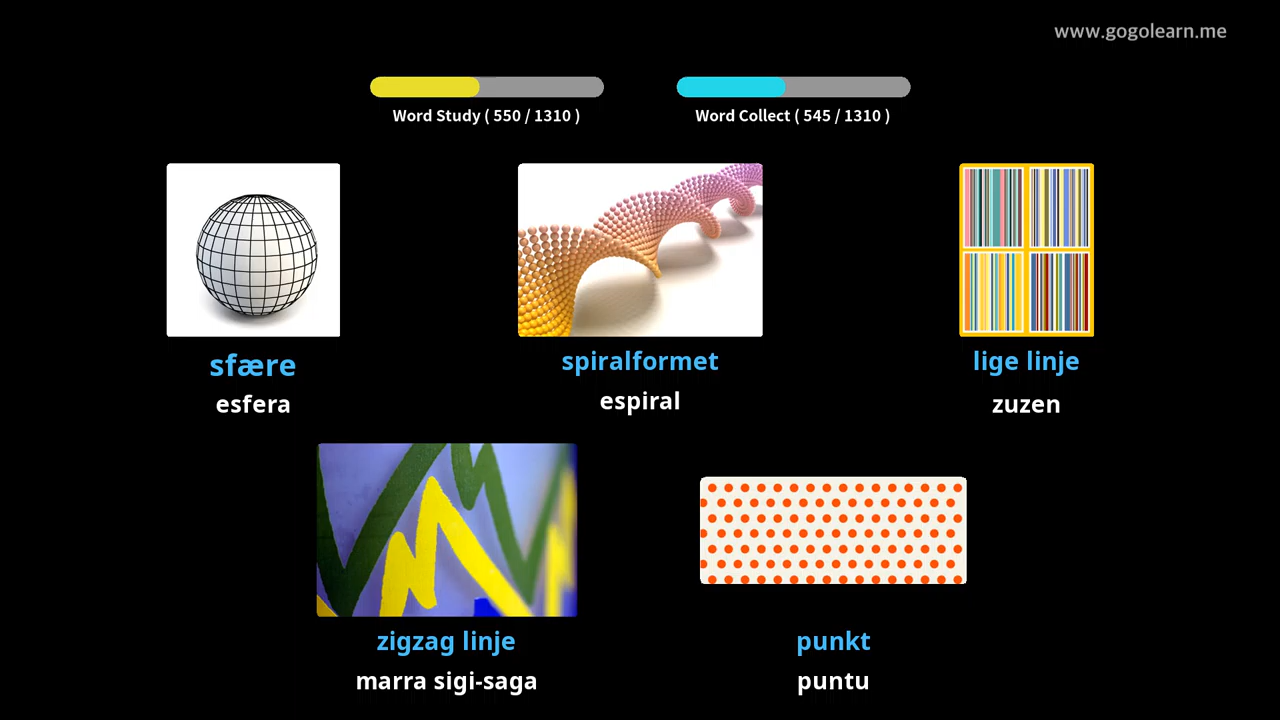 www.gogolearn.me
Word Study ( 550 / 1310 )
Word Collect ( 545 / 1310 )
sfære
esfera
spiralformet
espiral
lige linje
zuzen
zigzag linje
marra sigi-saga
punkt
puntu